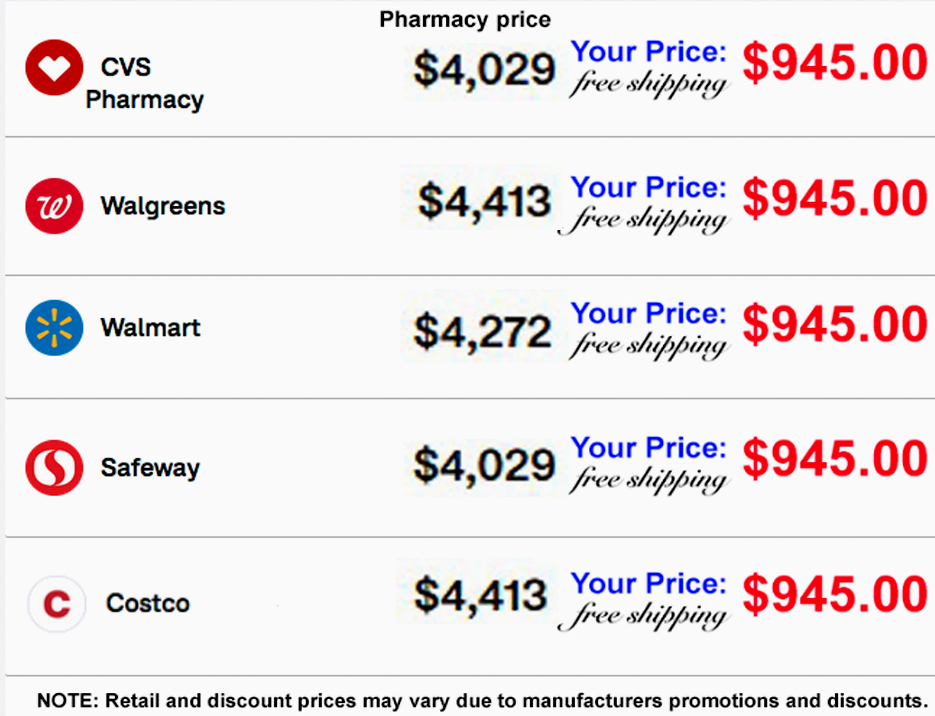 Pharmacy price
CVS
Pharmacy
$4,029
Your Price:
free shipping
$945.00
Walgreens
$4,413
Your Price:
free shipping
$945.00
Walmart
$4,272
Your Price:
free shipping
$945.00
Safeway
$4,029
Your Price:
free shipping
$945.00
C
Costco
$4,413
Your Price:
free shipping
$945.00
NOTE: Retail and discount prices may vary due to manufacturers promotions and discounts.